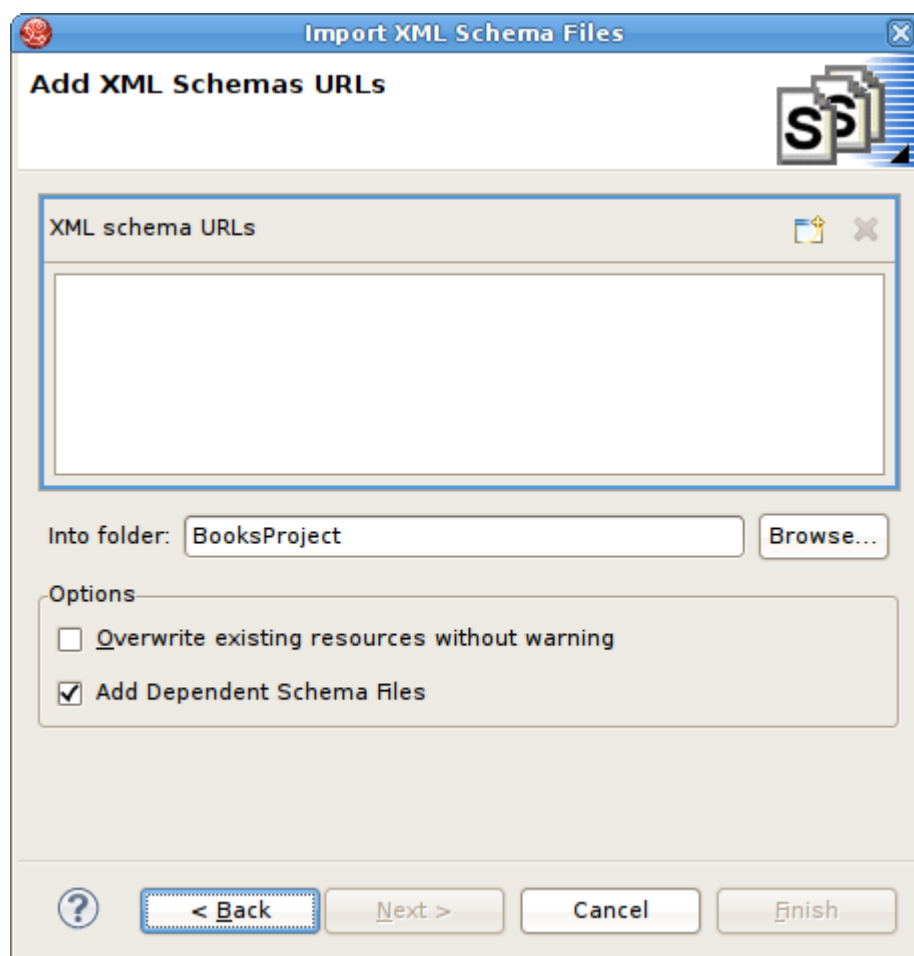 Import XML Schema Files
Add XML Schemas URLs
S S
XML schema URLs
Into folder: BooksProject Browse...
Options
Overwrite existing resources without warning
Add Dependent Schema Files
? < Back Next > Cancel Finish